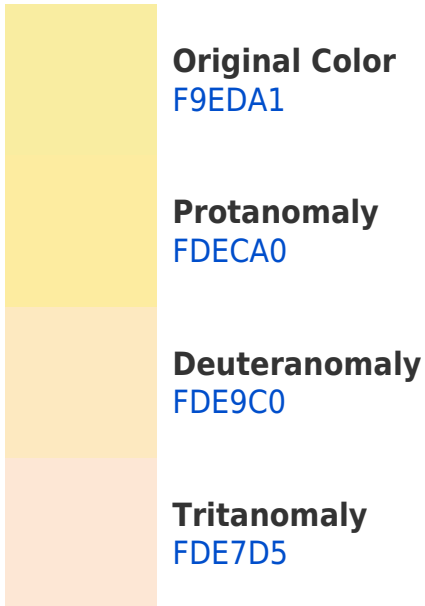 Original Color
F9EDA1
Protanomaly
FDECA0
Deuteranomaly
FDE9C0
Tritanomaly
FDE7D5